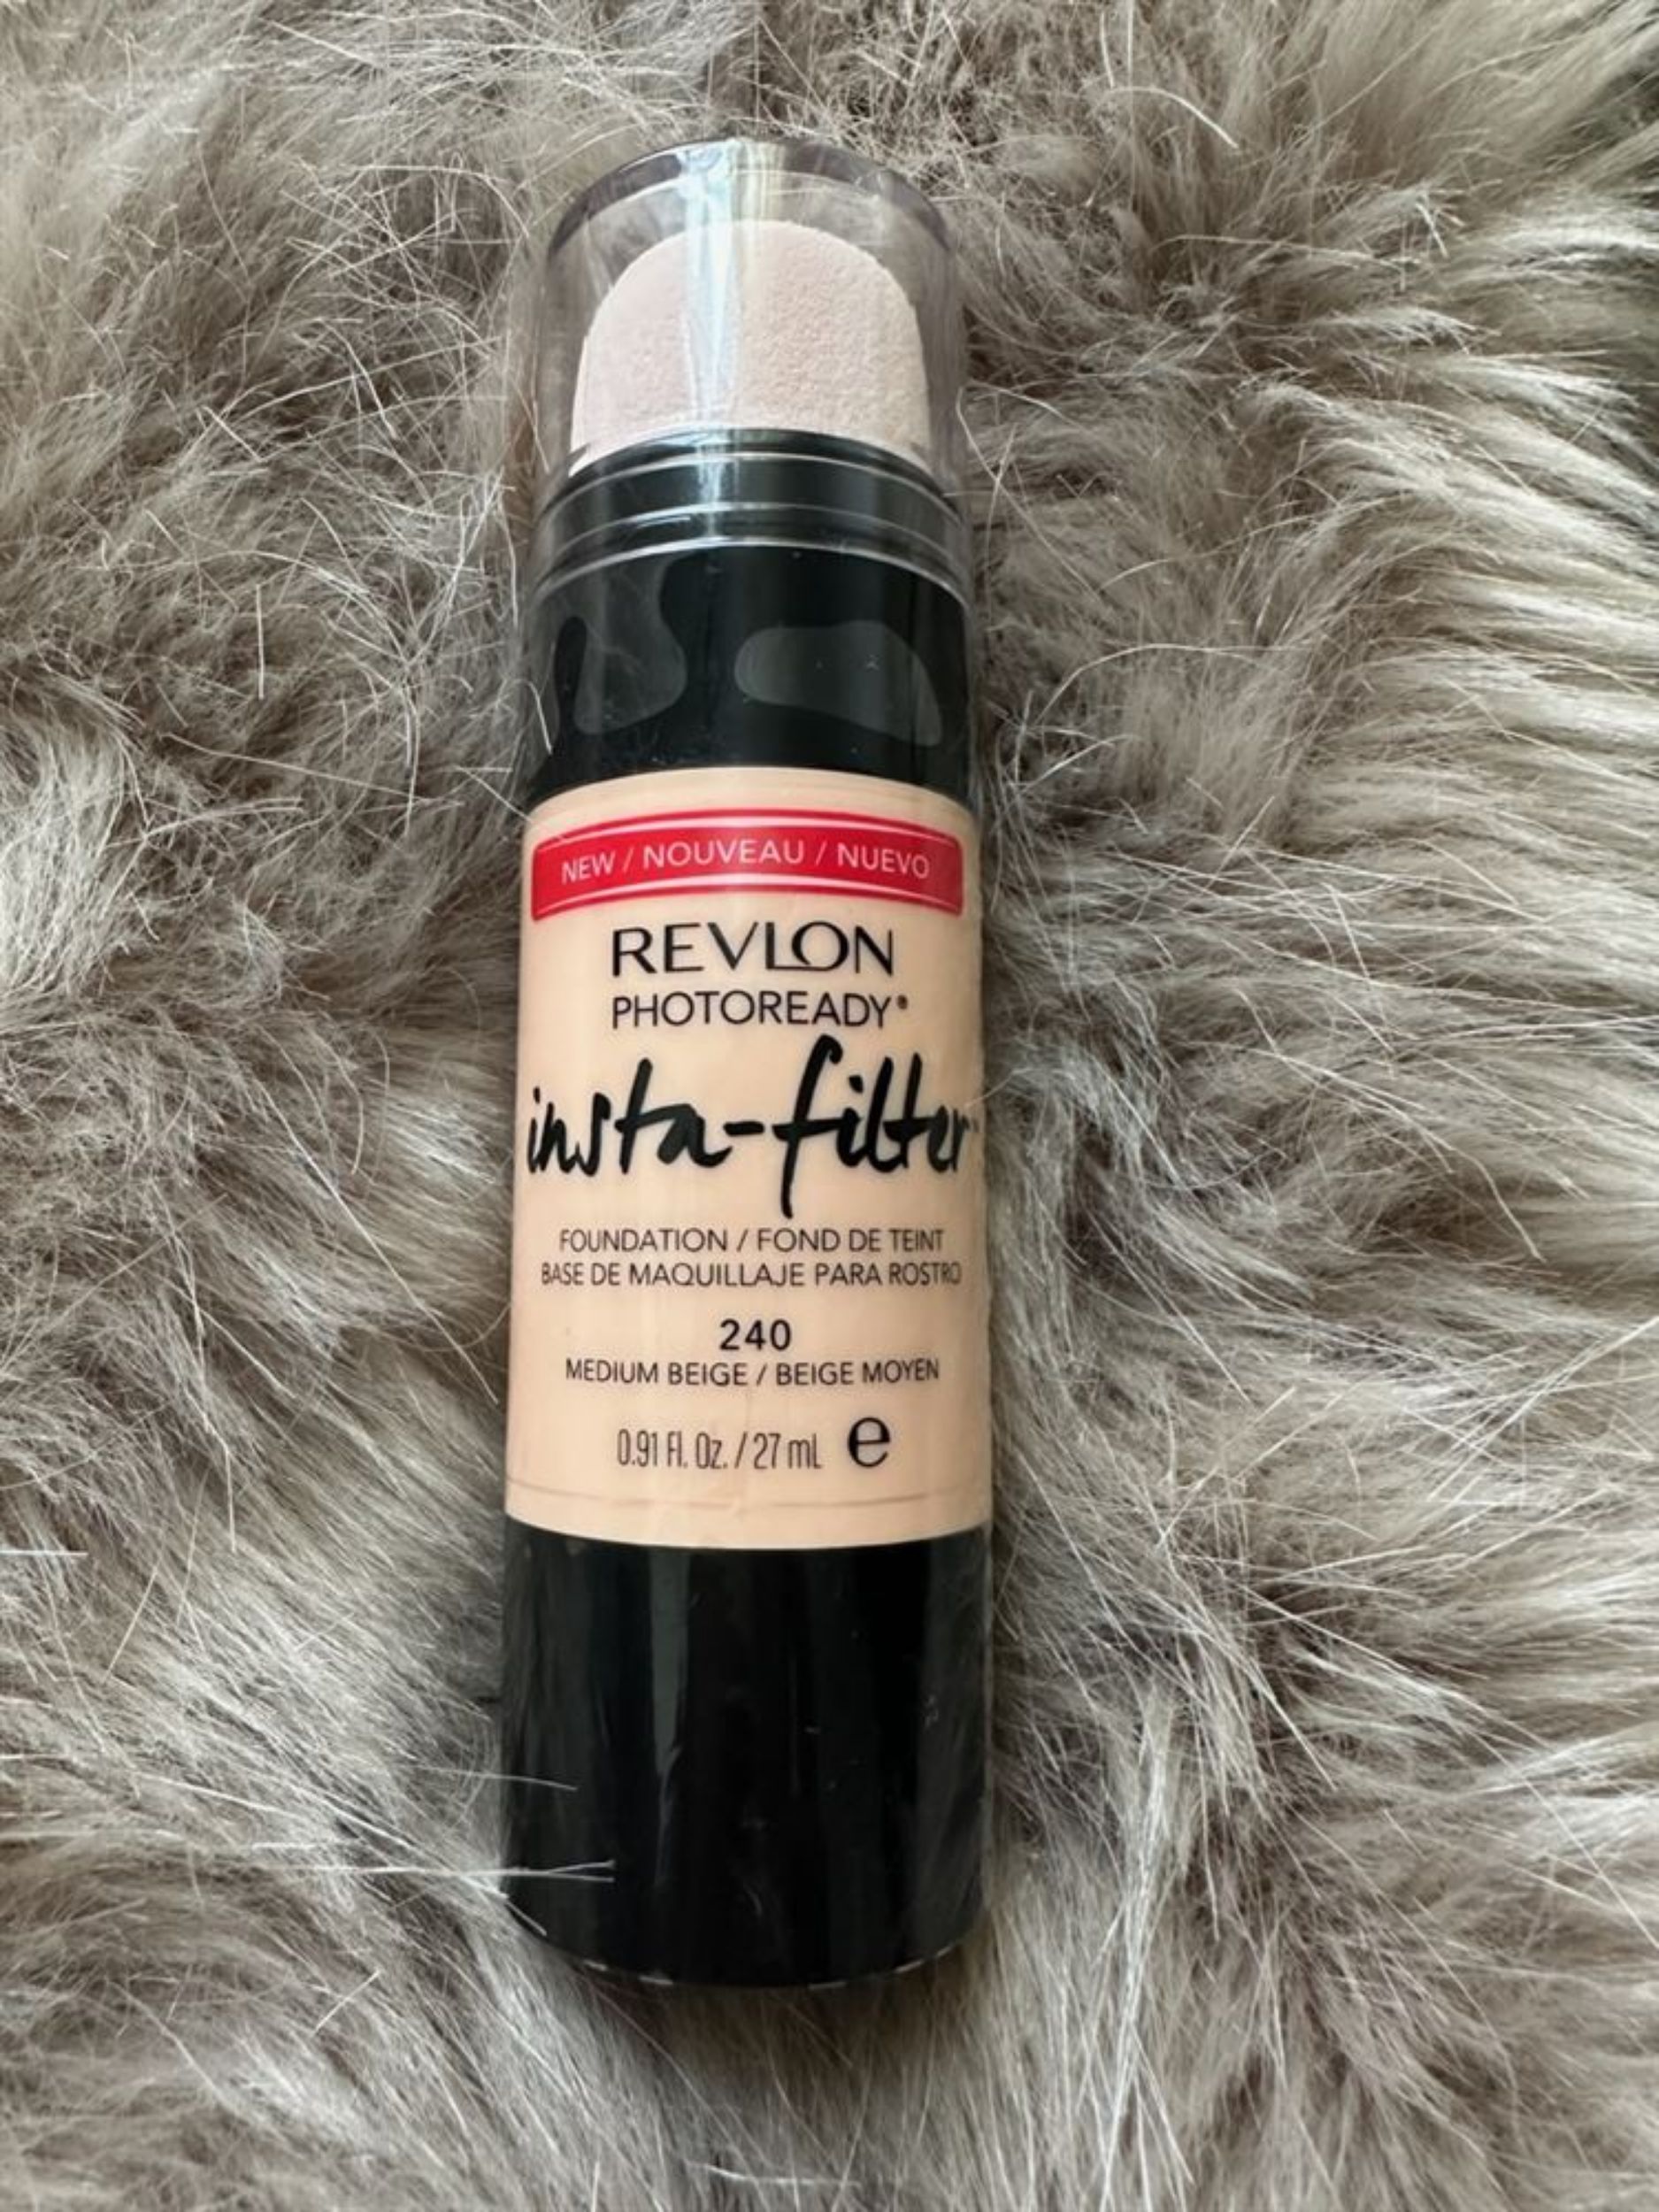 NEW / NOUVEAU / NUEVO
REVLON
PHOTOREADY®
insta-filter
FOUNDATION / FOND DE TEINT
BASE DE MAQUILLAJE PARA ROSTRO
240
MEDIUM BEIGE / BEIGE MOYEN
0.91 Fl. Oz. / 27 mL e